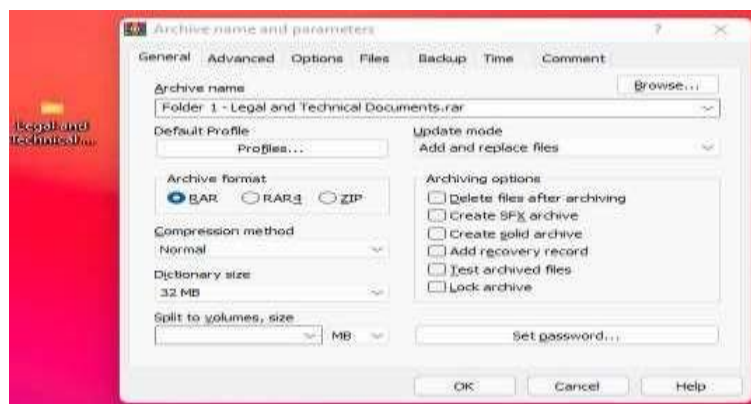 Archive name and parameters
? ×
General Advanced Options Files Backup Time Comment
Archive name
Browse...
Folder 1 - Legal and Technical Documents.rar
Legal and
Technical...
Default Profile
Profiles...
Update mode
Add and replace files
Archive format
RAR RAR4 ZIP
Archiving options
Delete files after archiving
Create SFX archive
Create solid archive
Add recovery record
Test archived files
Lock archive
Compression method
Normal
Dictionary size
32 MB
Split to volumes, size
MB
Set password...
OK Cancel Help